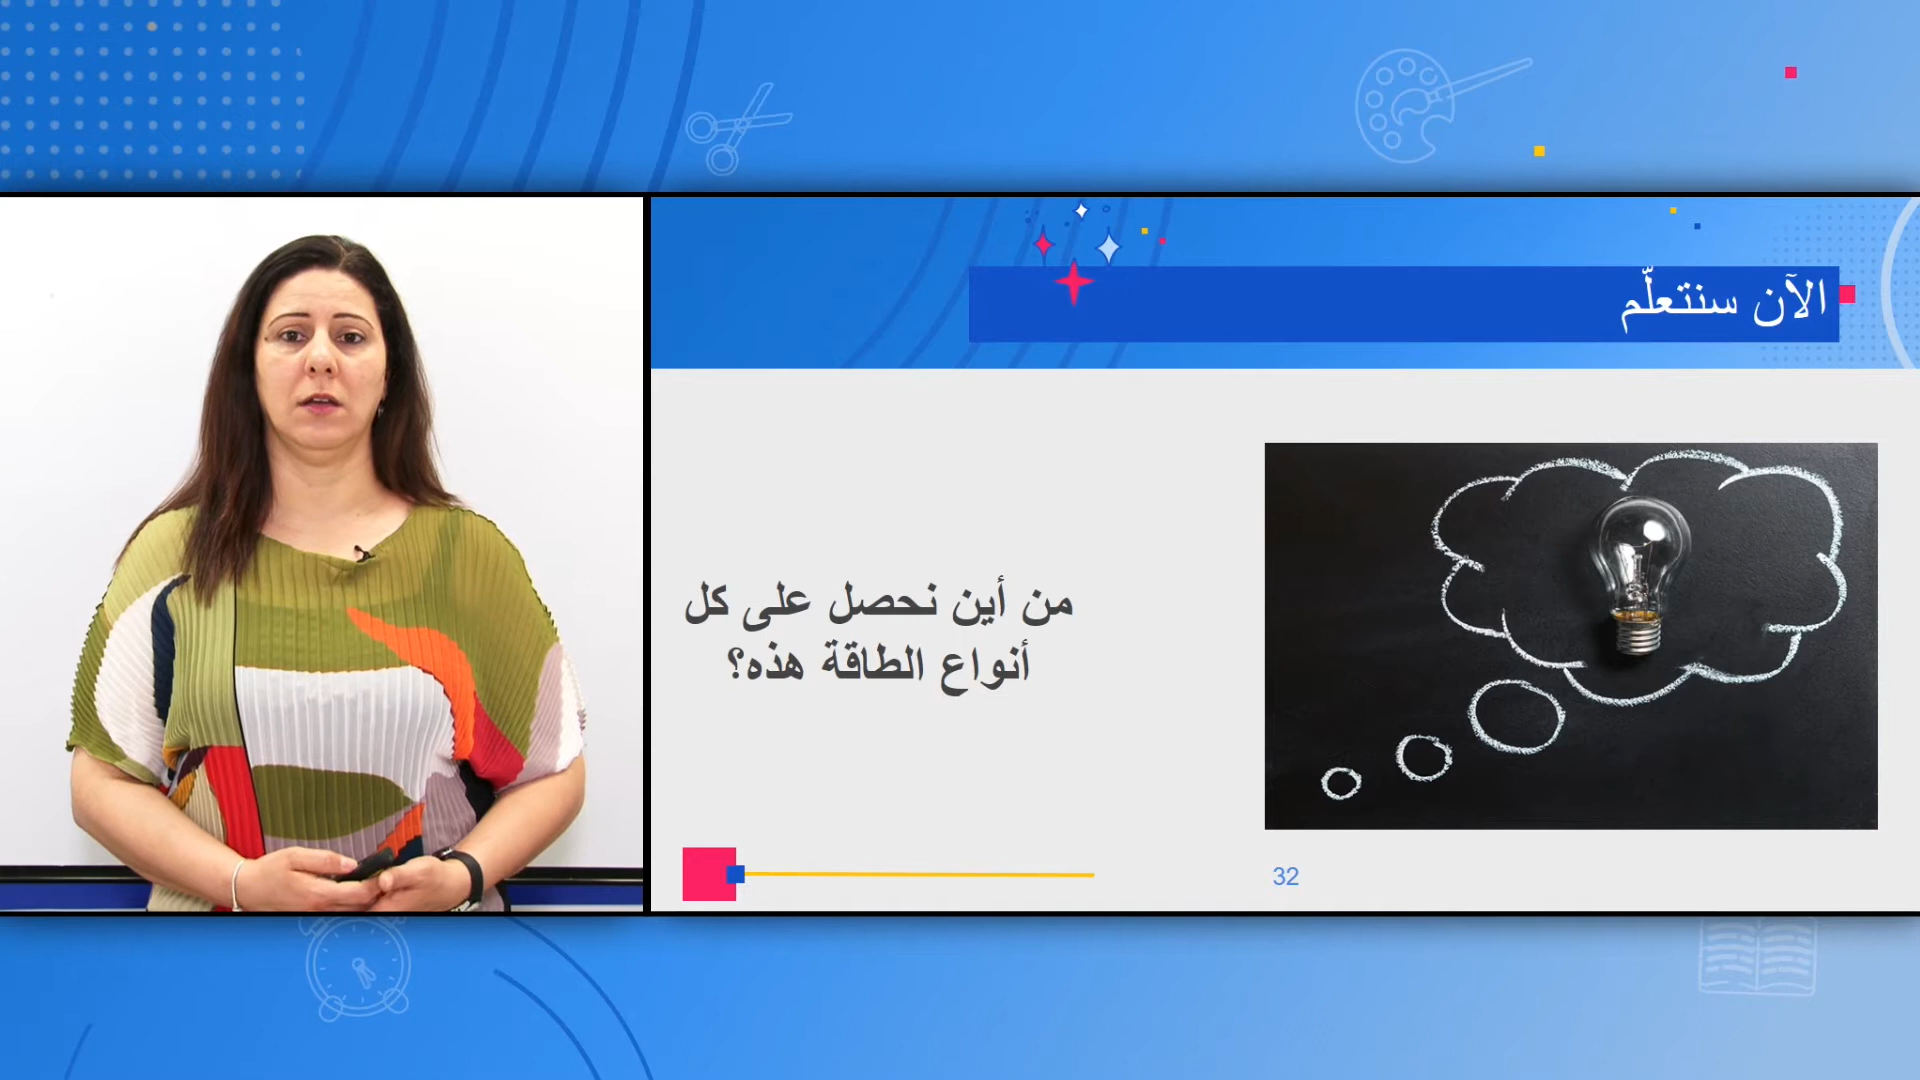 الآن سنتعلّم
من أين نحصل على كل
أنواع الطاقة هذه؟
32